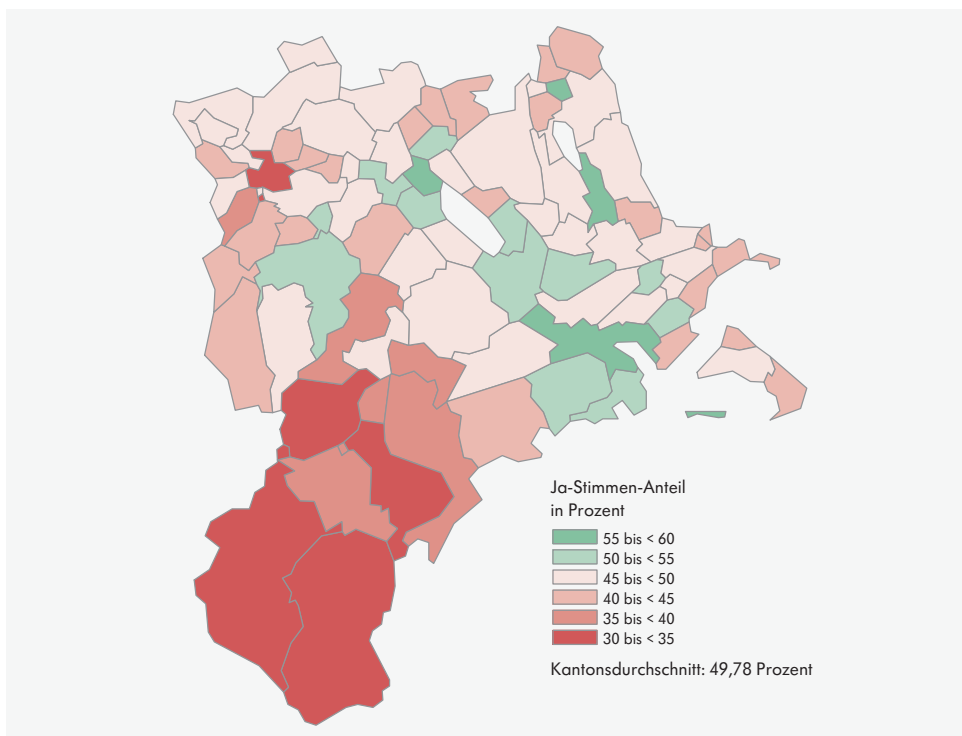 Ja-Stimmen-Anteil
in Prozent
55 bis < 60
50 bis < 55
45 bis < 50
40 bis < 45
35 bis < 40
30 bis < 35
Kantonsdurchschnitt: 49,78 Prozent